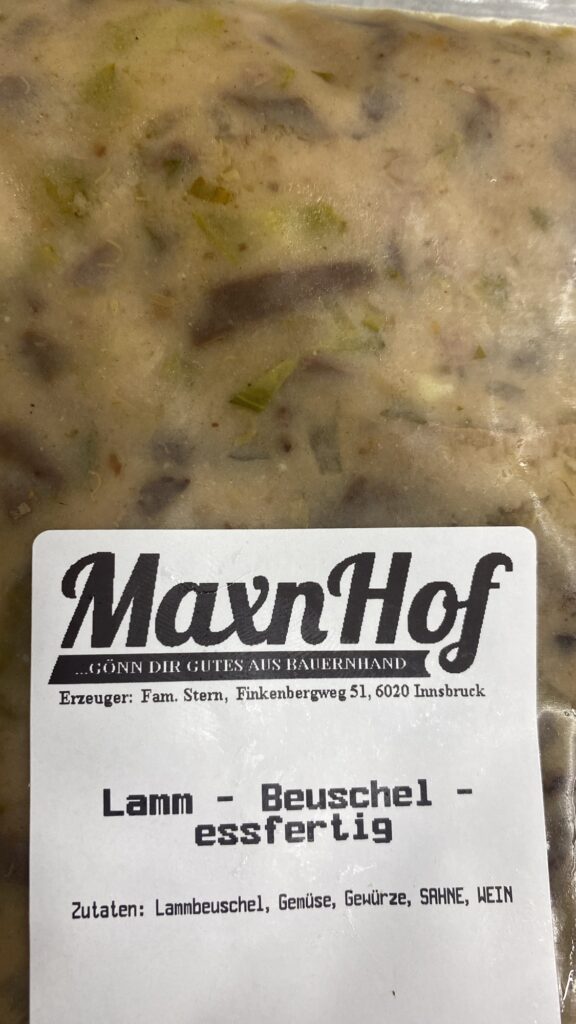 MaxnHof
...GÖNN DIR GUTES AUS BAUERNHAND
Erzeuger: Fam. Stern, Finkenbergweg 51, 6020 Innsbruck
Lamm - Beuschel -
essfertig
Zutaten: Lammbeuschel, Gemüse, Gewürze, SAHNE, WEIN